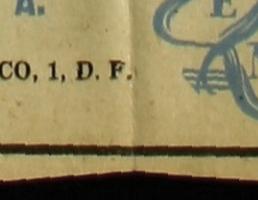 A.
E
CO, 1, D. F.